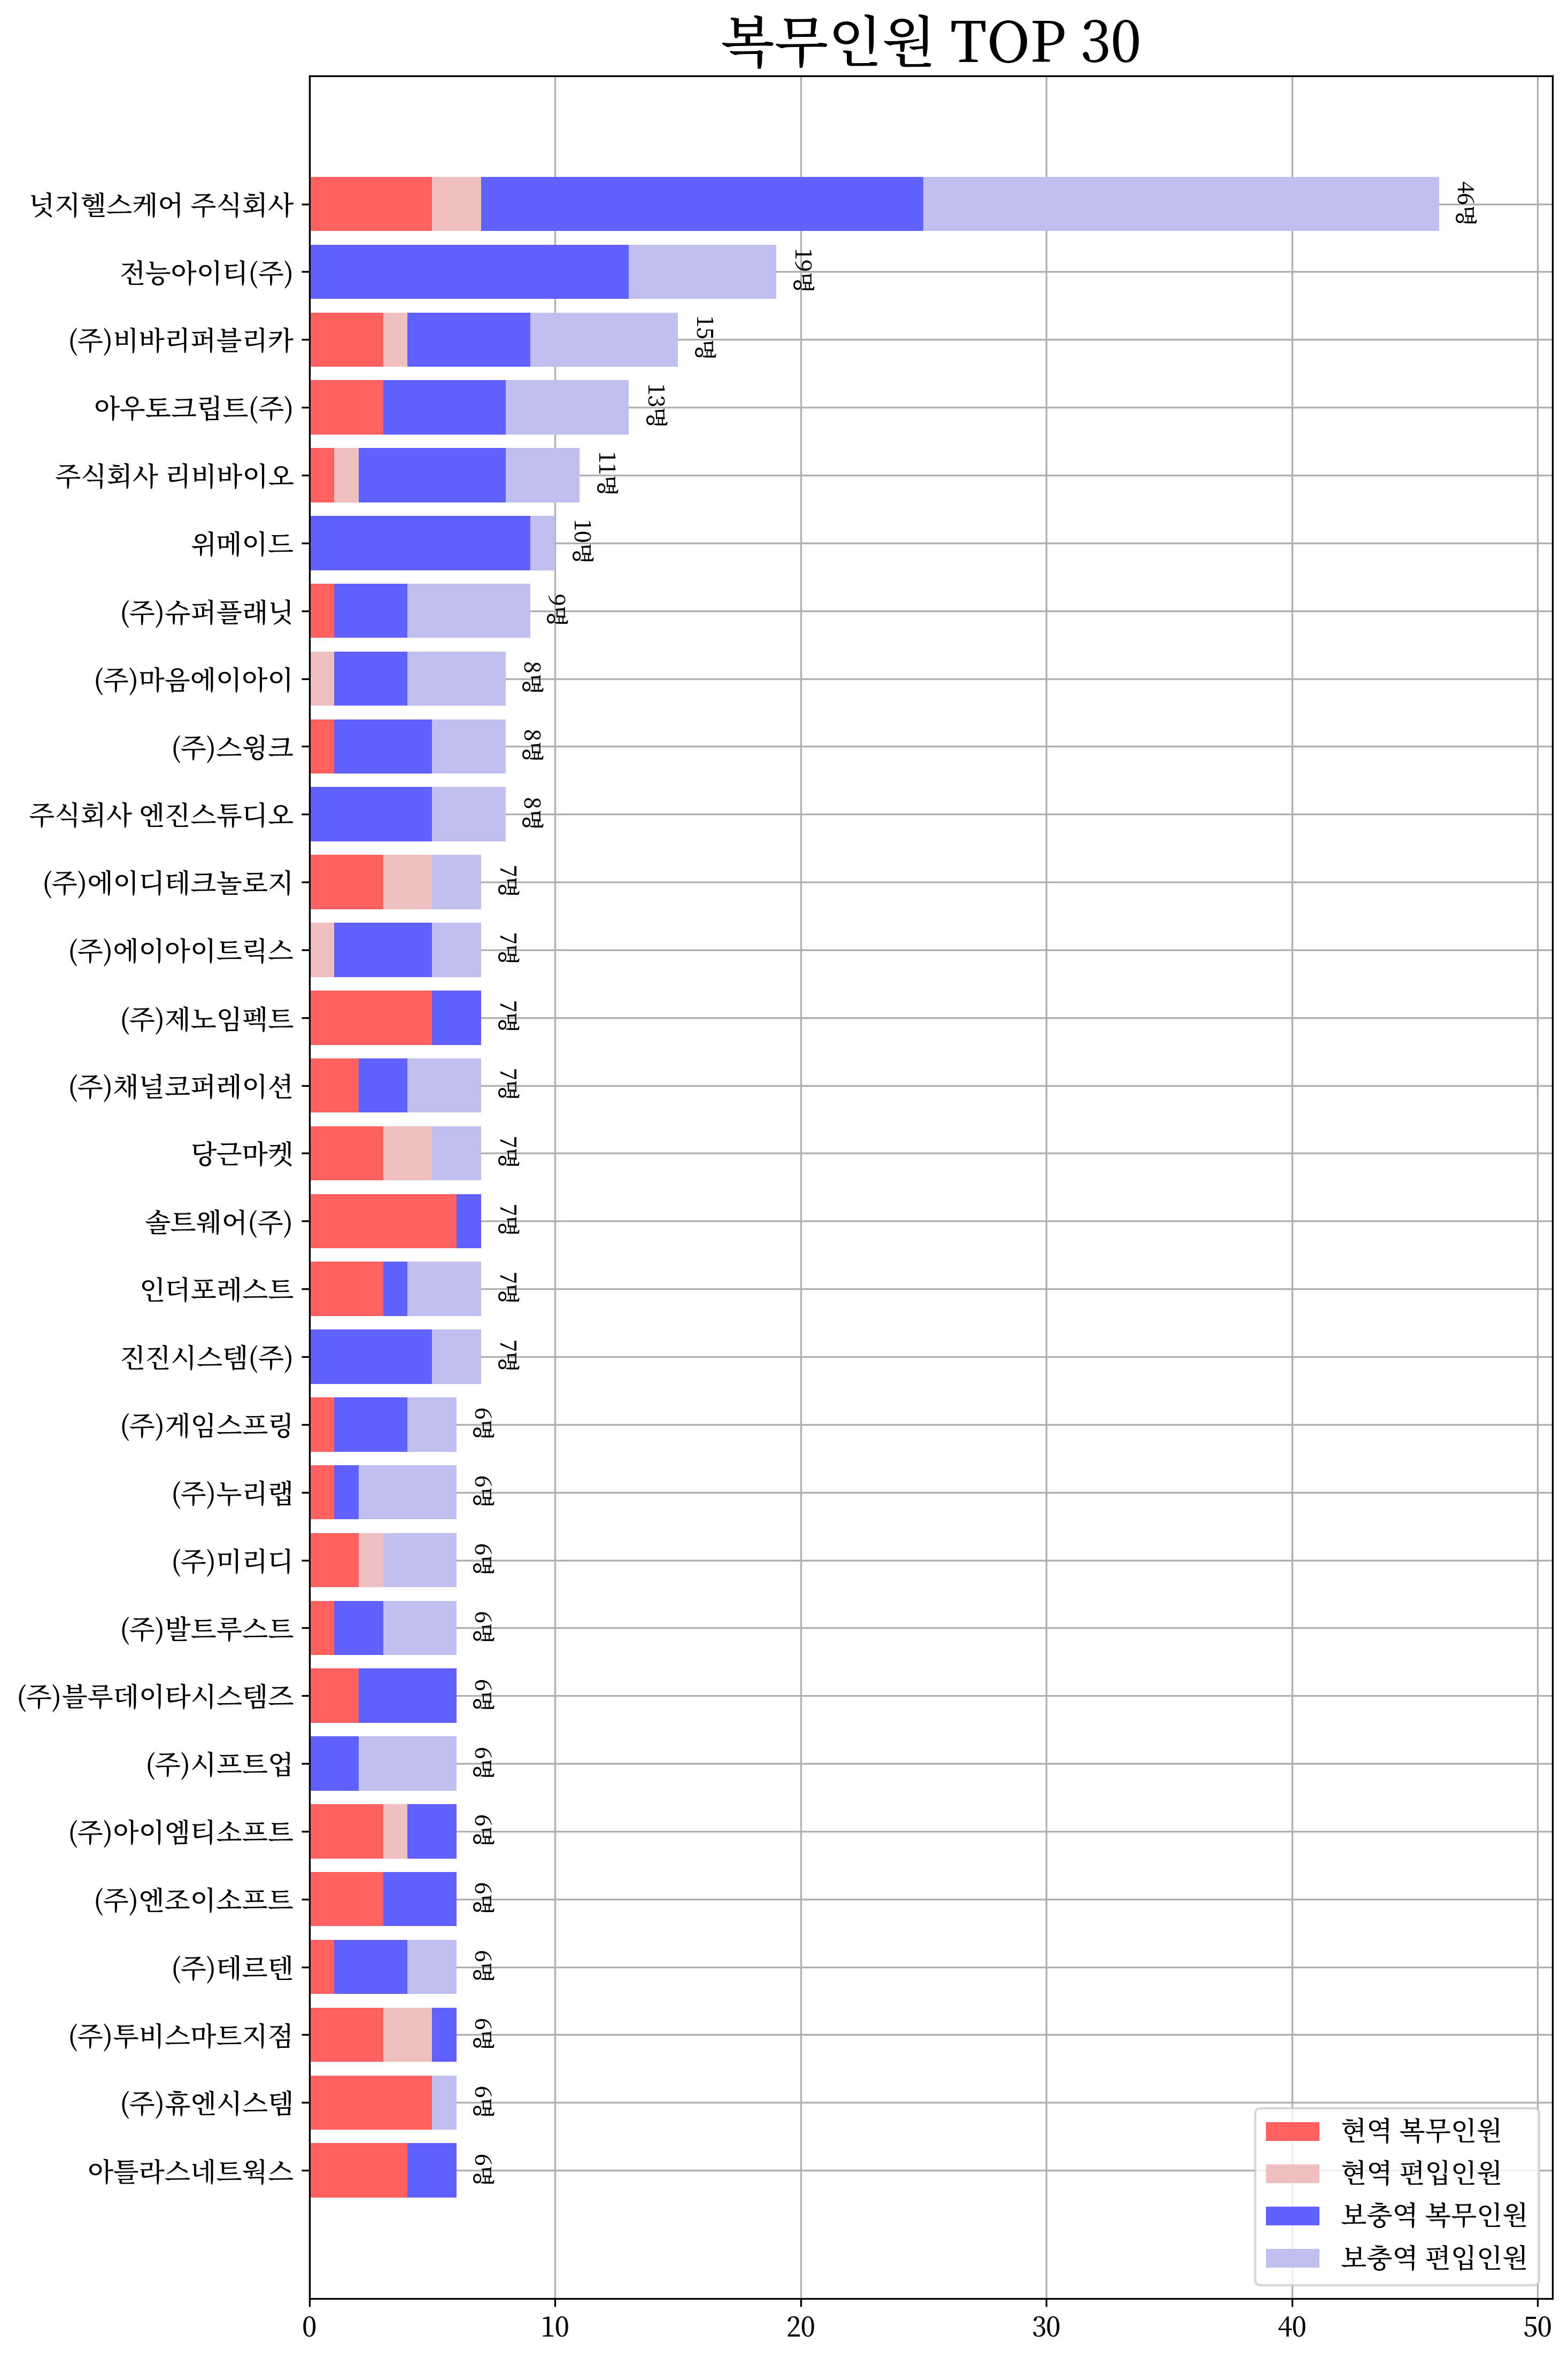 복무인원 TOP 30
넛지헬스케어 주식회사
46명
전능아이티(주)
19명
(주)비바리퍼블리카
15명
아우토크립트(주)
13명
주식회사 리비바이오
11명
위메이드
10명
(주)슈퍼플래닛
9명
(주)마음에이아이
8명
(주)스윙크
8명
주식회사 엔진스튜디오
8명
(주)에이디테크놀로지
7명
(주)에이아이트릭스
7명
(주)제노임펙트
7명
(주)채널코퍼레이션
7명
당근마켓
7명
솔트웨어(주)
7명
인더포레스트
7명
진진시스템(주)
7명
(주)게임스프링
6명
(주)누리랩
6명
(주)미리디
6명
(주)발트루스트
6명
(주)블루데이타시스템즈
6명
(주)시프트업
6명
(주)아이엠티소프트
6명
(주)엔조이소프트
6명
(주)테르텐
6명
(주)투비스마트지점
6명
(주)휴엔시스템
6명
아틀라스네트웍스
6명
현역 복무인원
현역 편입인원
보충역 복무인원
보충역 편입인원
0 10 20 30 40 50